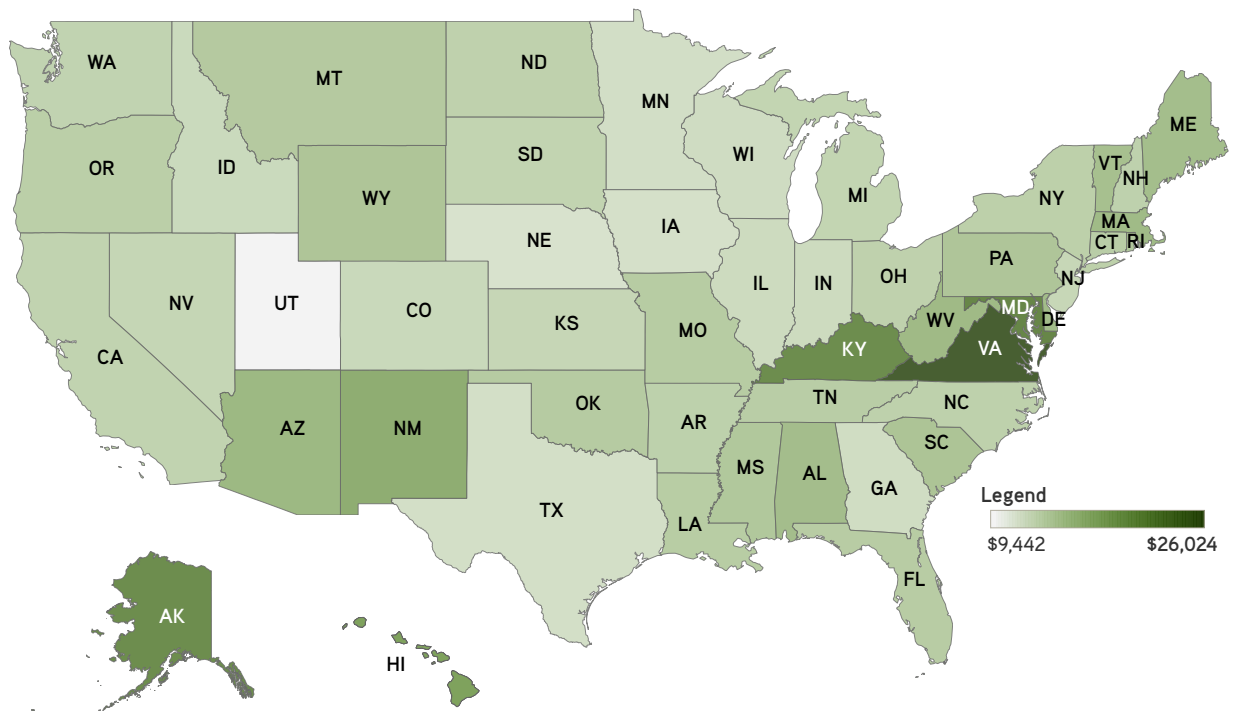 WA
MT
ND
MN
ME
OR
ID
SD
WI
VT
NH
WY
MI
NY
MA
IA
NE
CT
RI
PA
NV
UT
CO
IL
IN
OH
NJ
MD
DE
KS
MO
WV
CA
KY
VA
AZ
NM
OK
AR
TN
NC
SC
MS
AL
GA
TX
LA
FL
AK
HI
Legend
$9,442
$26,024